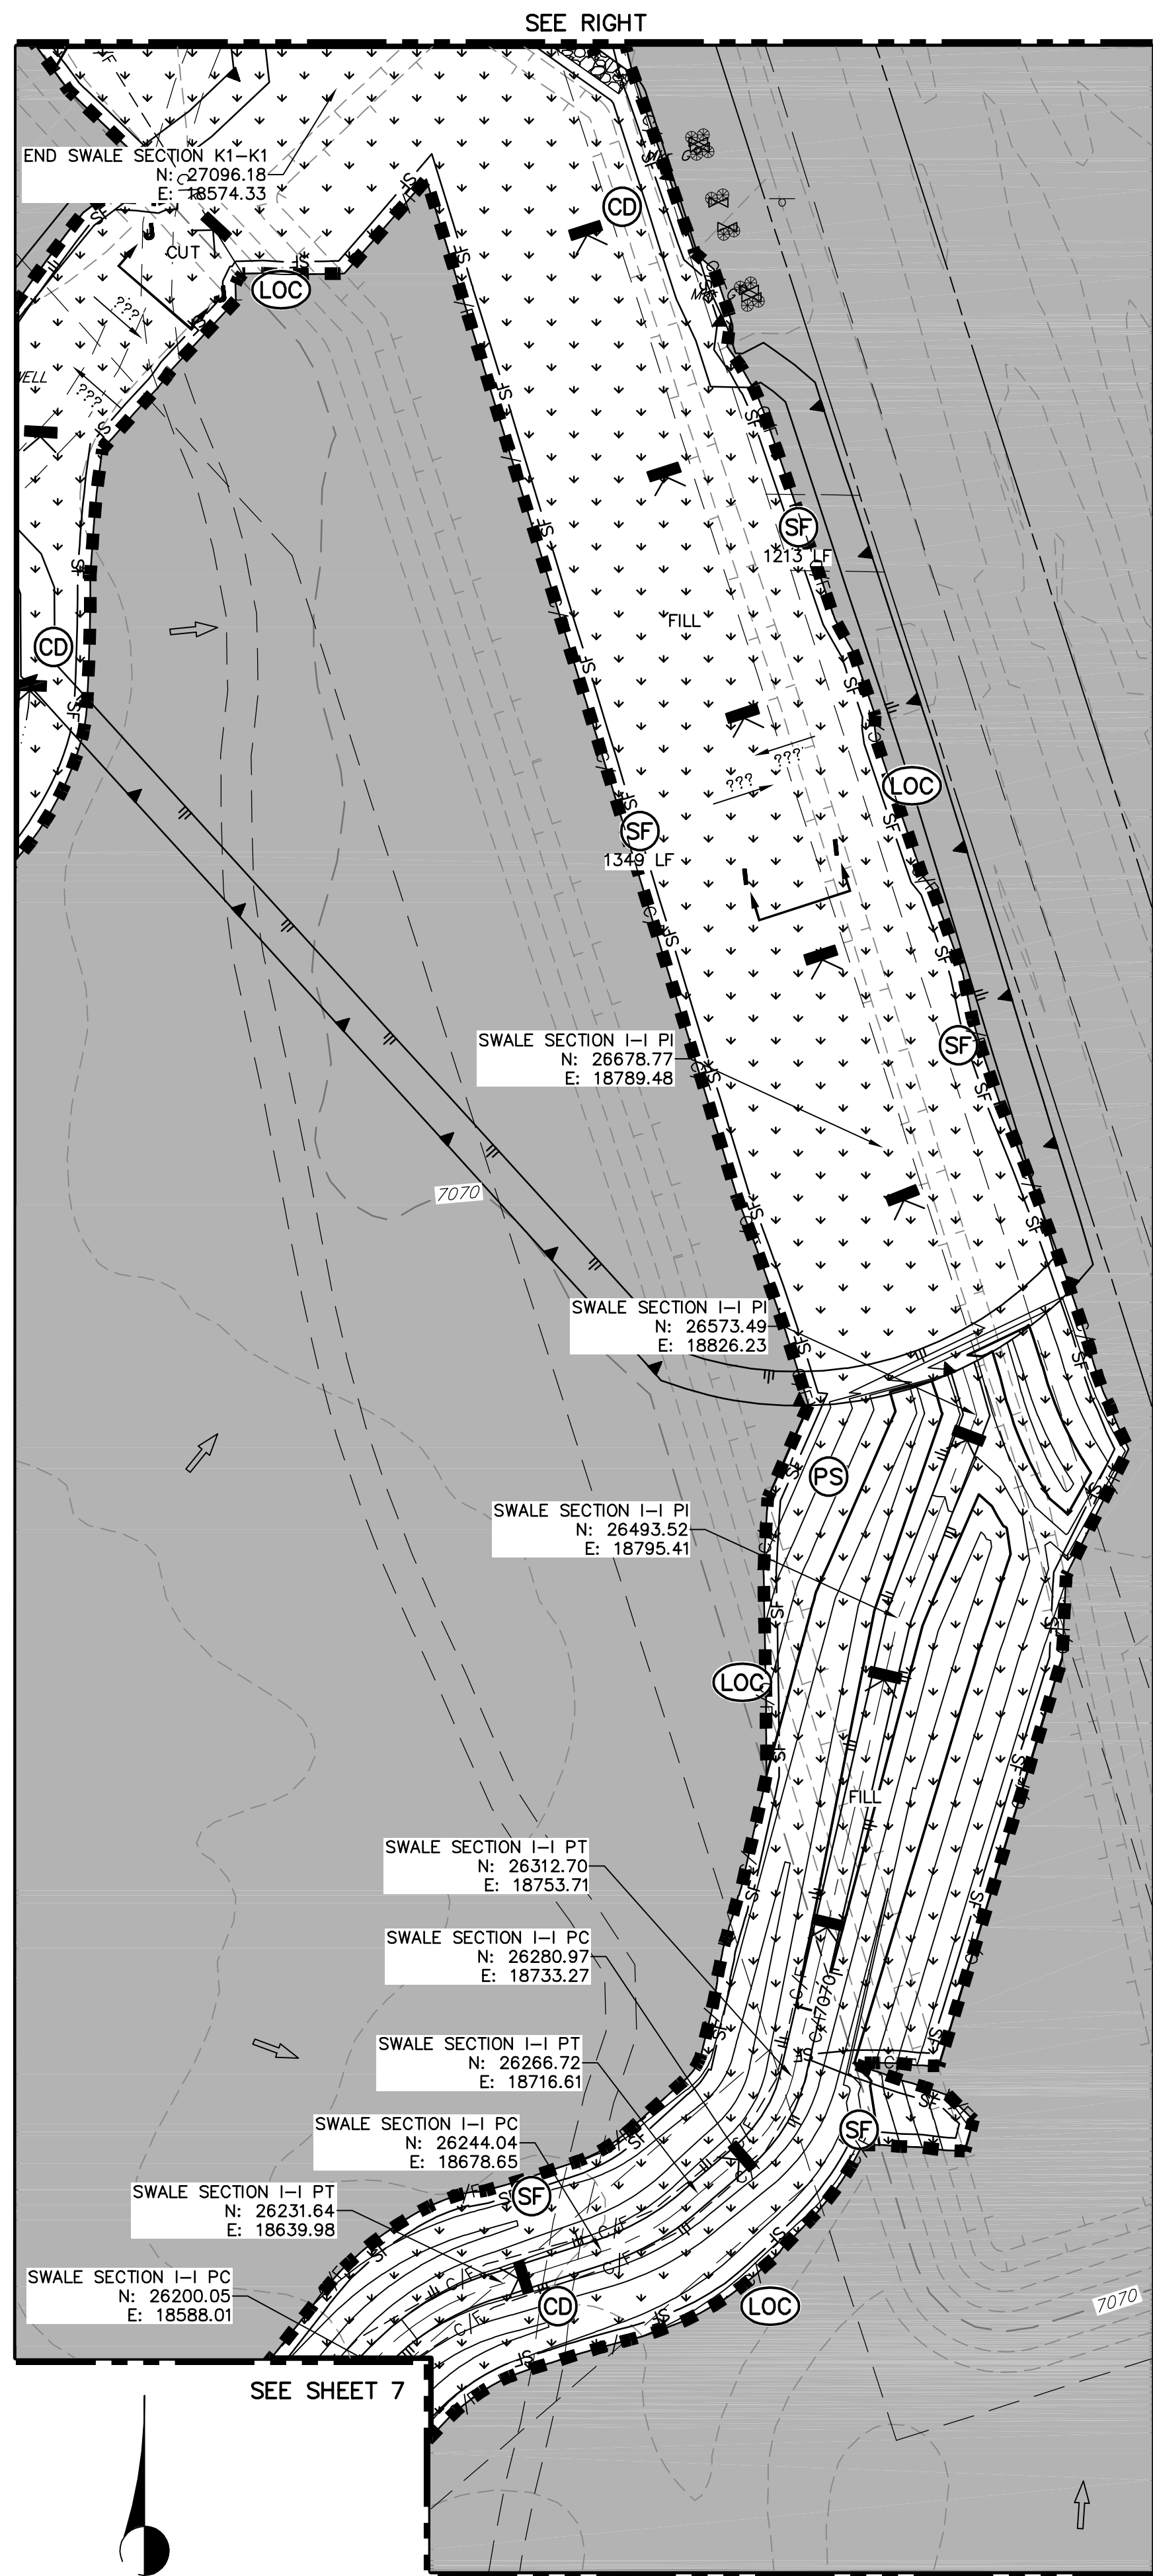 SEE RIGHT
END SWALE SECTION K1-K1
N: 27096.18
E: 18574.33
CD
CUT
LOC
???
???
SF
1213 LF
CD
FILL
???
???
LOC
SF
1349 LF
I
I
SWALE SECTION I-I PI
N: 26678.77
E: 18789.48
SF
7070
SWALE SECTION I-I PI
N: 26573.49
E: 18826.23
PS
SWALE SECTION I-I PI
N: 26493.52
E: 18795.41
LOC
FILL
SWALE SECTION I-I PT
N: 26312.70
E: 18753.71
SWALE SECTION I-I PC
N: 26280.97
E: 18733.27
C/F
7070
SWALE SECTION I-I PT
N: 26266.72
E: 18716.61
SF
SWALE SECTION I-I PC
N: 26244.04
E: 18678.65
SF
SWALE SECTION I-I PT
N: 26231.64
E: 18639.98
C/F
C/F
C/F
C/F
C/F
SWALE SECTION I-I PC
N: 26200.05
E: 18588.01
CD
LOC
7070
SEE SHEET 7